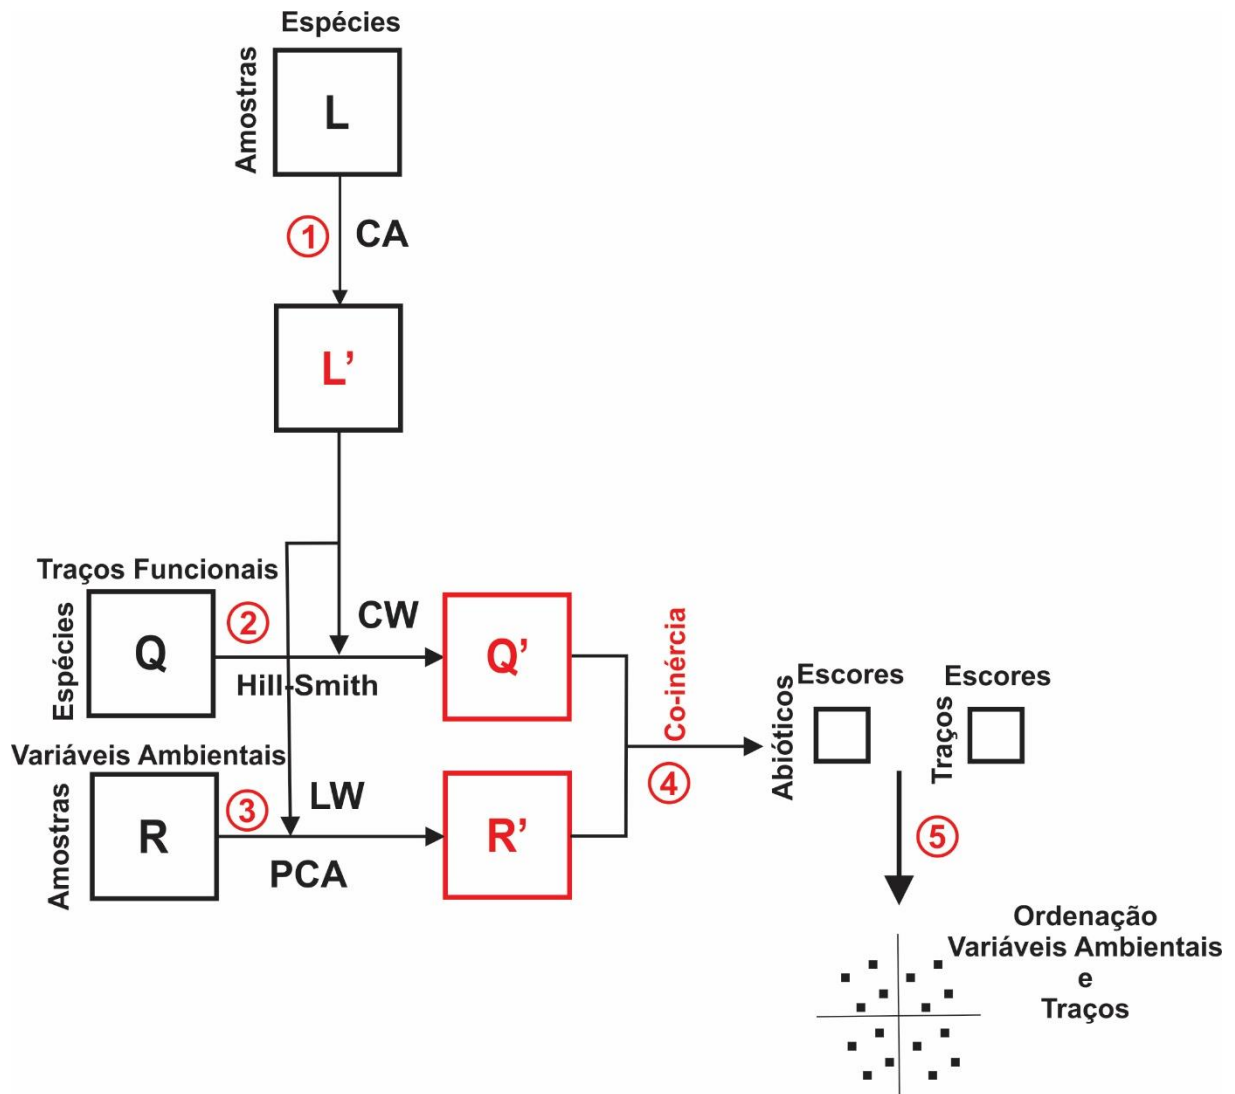 Espécies
Amostras
L
1
CA
L’
Traços Funcionais
Espécies
Q
2
CW
Hill-Smith
Q’
Variáveis Ambientais
Amostras
R
3
LW
PCA
R’
Co-inércia
4
Escores
Abióticos
Escores
Traços
5
Ordenação
Variáveis Ambientais
e
Traços